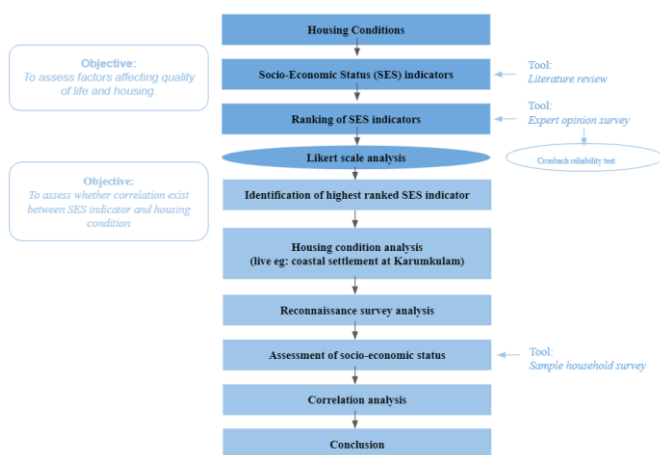 Housing Conditions
Objective:
To assess factors affecting quality
of life and housing.
Socio-Economic Status (SES) indicators
Tool:
Literature review
Ranking of SES indicators
Tool:
Expert opinion survey
Likert scale analysis
Cronbach reliability test
Objective:
To assess whether correlation exist
between SES indicator and housing
condition
Identification of highest ranked SES indicator
Housing condition analysis
(live eg: coastal settlement at Karumkulam)
Reconnaissance survey analysis
Assessment of socio-economic status
Tool:
Sample household survey
Correlation analysis
Conclusion